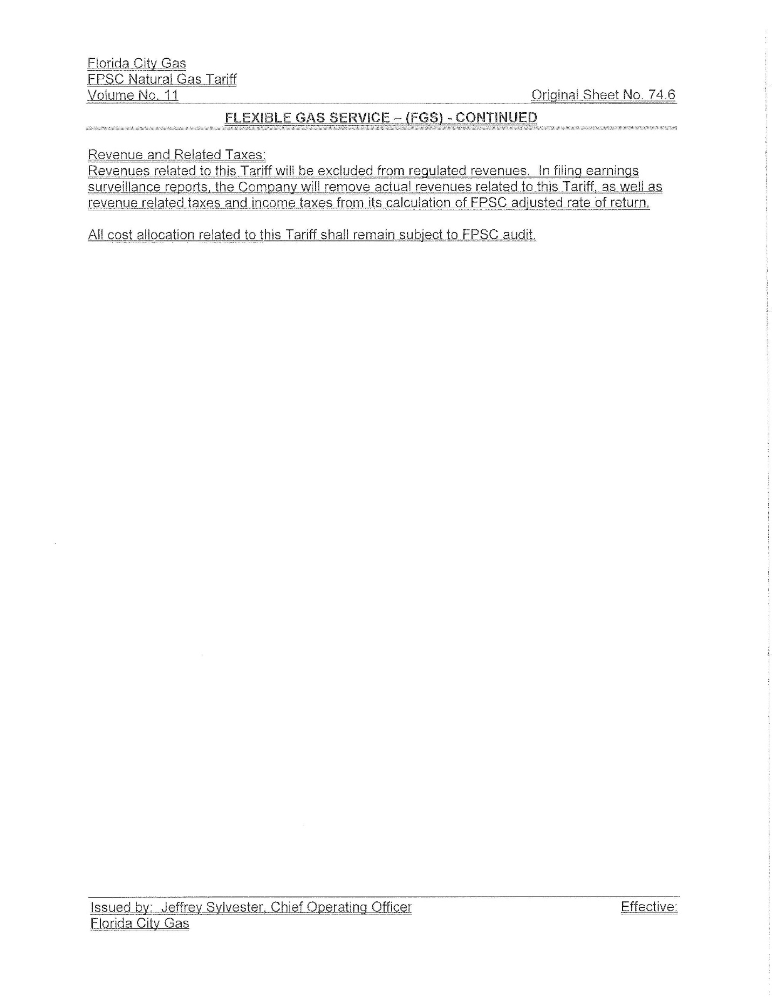 Florida City Gas
FPSC Natural Gas Tariff
Volume No. 11 Original Sheet No. 74.6
FLEXIBLE GAS SERVICE – (FGS) - CONTINUED
Revenue and Related Taxes:
Revenues related to this Tariff will be excluded from regulated revenues. In filing earnings
surveillance reports, the Company will remove actual revenues related to this Tariff, as well as
revenue related taxes and income taxes from its calculation of FPSC adjusted rate of return.
All cost allocation related to this Tariff shall remain subject to FPSC audit.
Issued by: Jeffrey Sylvester, Chief Operating Officer Effective:
Florida City Gas